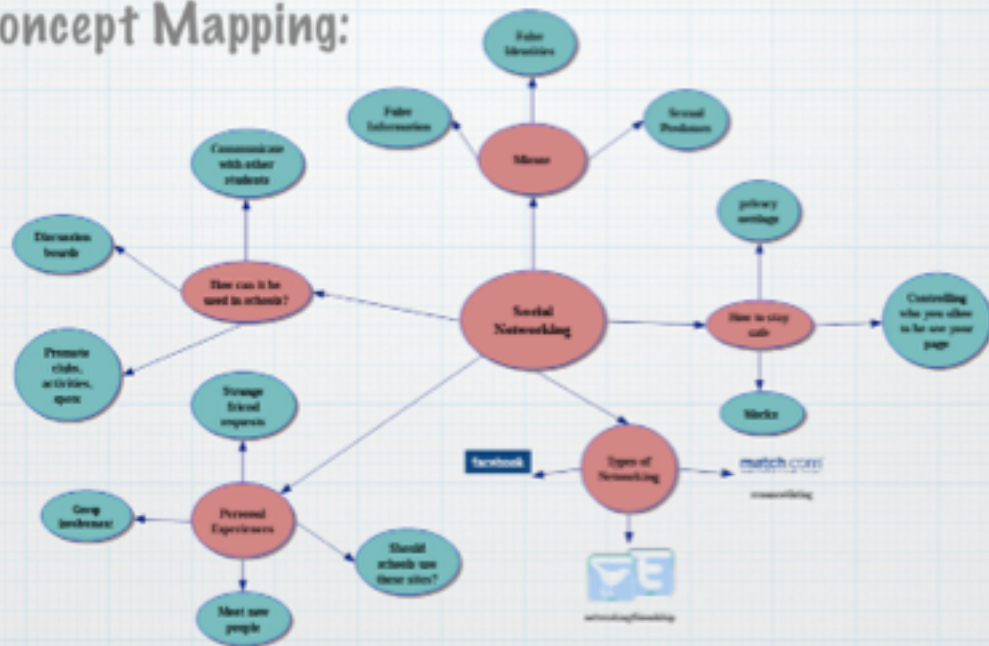 oncept Mapping:
False
Identities
False
Information
Sexual
Predators
Misuse
Communicate
with other
students
privacy
settings
Discussion
boards
How can it be
used in schools?
Social
Networking
How to stay
safe
Controlling
who you allow
to be see your
page
Promote
clubs,
activities,
spots
Strange
friend
requests
blocks
facebook
Types of
Networking
match.com
Group
involvement
Personal
Experiences
Should
schools use
these sites?
Meet new
people